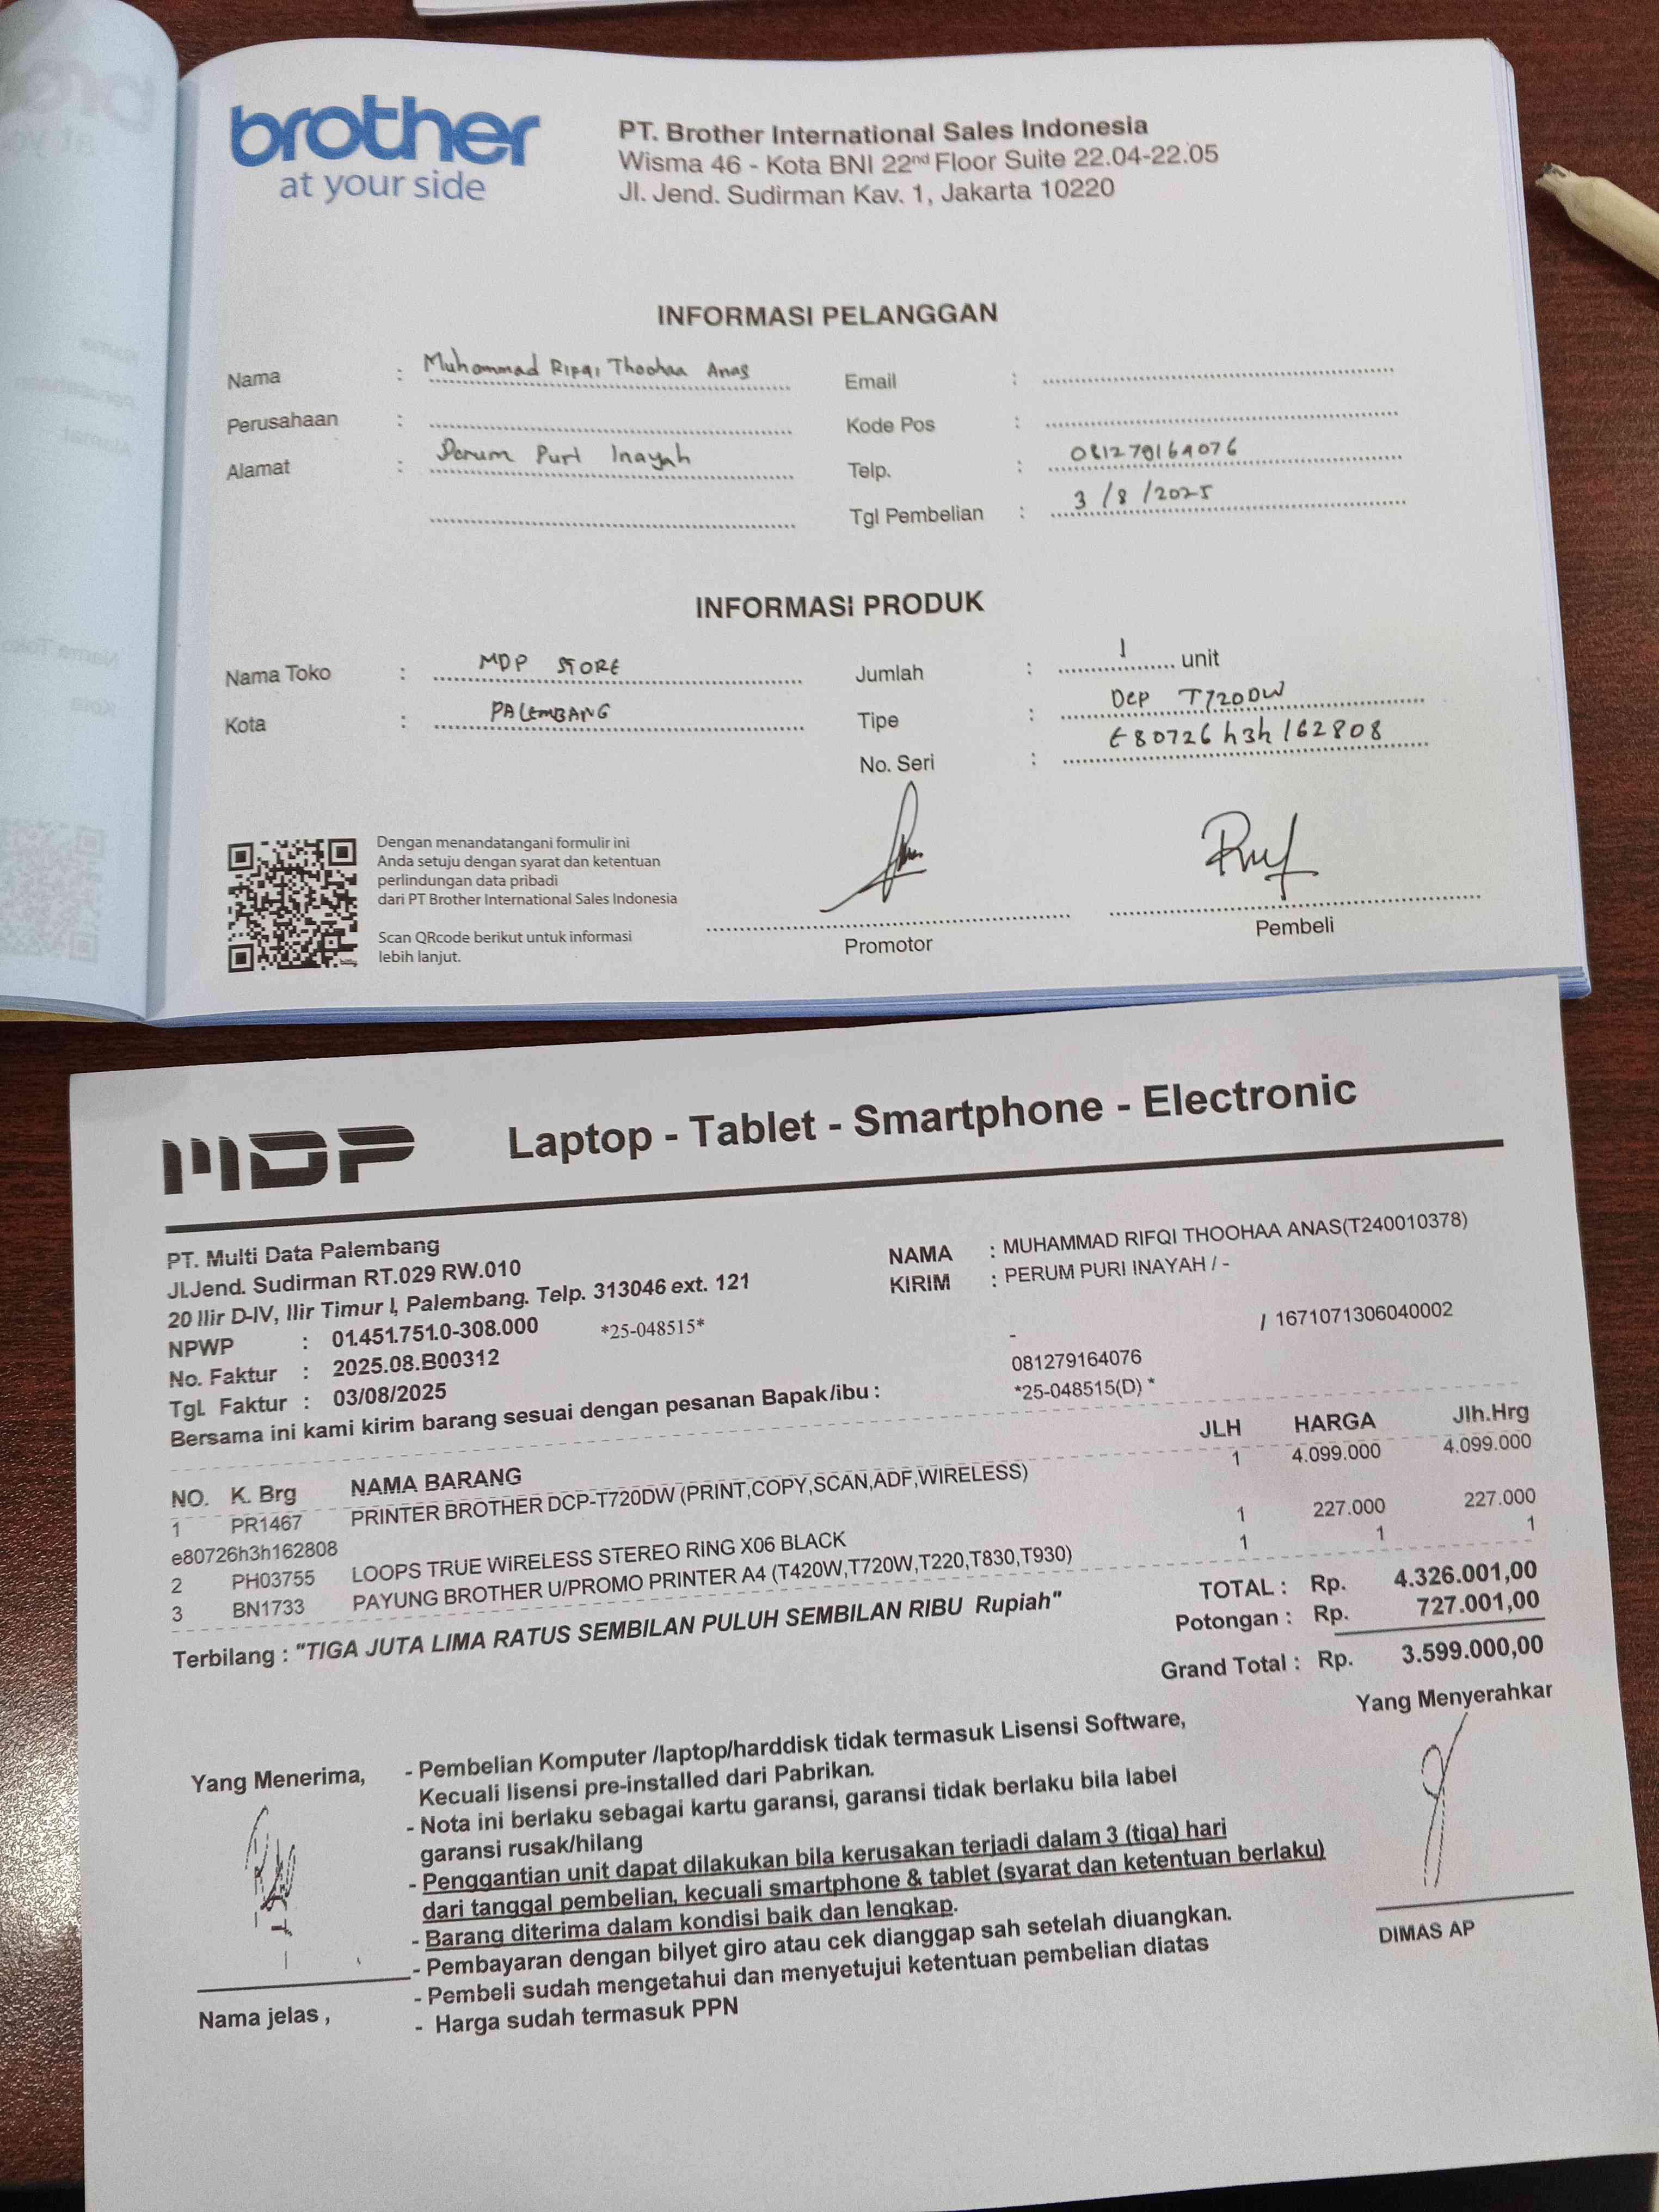 brother
at your side
PT. Brother International Sales Indonesia
Wisma 46 - Kota BNI 22nd Floor Suite 22.04-22.05
Jl. Jend. Sudirman Kav. 1, Jakarta 10220
INFORMASI PELANGGAN
Nama : Muhammad Ripqi Thoohaa Anas
Email :
Perusahaan :
Kode Pos :
Alamat : Perum Puri Inayah
Telp. : 081279164076
Tgl Pembelian : 3/8/2025
INFORMASI PRODUK
Nama Toko : MDP STORE
Jumlah : 1 unit
Kota : PALEMBANG
Tipe : Dcp T720DW
No. Seri : E80726h3h162808
Dengan menandatangani formulir ini
Anda setuju dengan syarat dan ketentuan
perlindungan data pribadi
dari PT Brother International Sales Indonesia
Scan QRcode berikut untuk informasi
lebih lanjut.
Promotor
Pembeli
MDP Laptop - Tablet - Smartphone - Electronic
PT. Multi Data Palembang
Jl.Jend. Sudirman RT.029 RW.010
20 Ilir D-IV, Ilir Timur I, Palembang. Telp. 313046 ext. 121
NPWP : 01.451.751.0-308.000 *25-048515*
No. Faktur : 2025.08.B00312
Tgl. Faktur : 03/08/2025
Bersama ini kami kirim barang sesuai dengan pesanan Bapak/ibu :
NAMA : MUHAMMAD RIFQI THOOHAA ANAS(T240010378)
KIRIM : PERUM PURI INAYAH / -
- / 1671071306040002
081279164076
*25-048515(D) *
NO. K. Brg NAMA BARANG JLH HARGA Jlh.Hrg
1 PR1467 PRINTER BROTHER DCP-T720DW (PRINT,COPY,SCAN,ADF,WIRELESS) 1 4.099.000 4.099.000
e80726h3h162808
2 PH03755 LOOPS TRUE WIRELESS STEREO RING X06 BLACK 1 227.000 227.000
3 BN1733 PAYUNG BROTHER U/PROMO PRINTER A4 (T420W,T720W,T220,T830,T930) 1 1 1
Terbilang : "TIGA JUTA LIMA RATUS SEMBILAN PULUH SEMBILAN RIBU Rupiah"
TOTAL : Rp. 4.326.001,00
Potongan : Rp. 727.001,00
Grand Total : Rp. 3.599.000,00
Yang Menerima,
Yang Menyerahkar
- Pembelian Komputer /laptop/harddisk tidak termasuk Lisensi Software,
Kecuali lisensi pre-installed dari Pabrikan.
- Nota ini berlaku sebagai kartu garansi, garansi tidak berlaku bila label
garansi rusak/hilang
- Penggantian unit dapat dilakukan bila kerusakan terjadi dalam 3 (tiga) hari
dari tanggal pembelian, kecuali smartphone & tablet (syarat dan ketentuan berlaku)
- Barang diterima dalam kondisi baik dan lengkap.
- Pembayaran dengan bilyet giro atau cek dianggap sah setelah diuangkan.
- Pembeli sudah mengetahui dan menyetujui ketentuan pembelian diatas
- Harga sudah termasuk PPN
Nama jelas ,
DIMAS AP